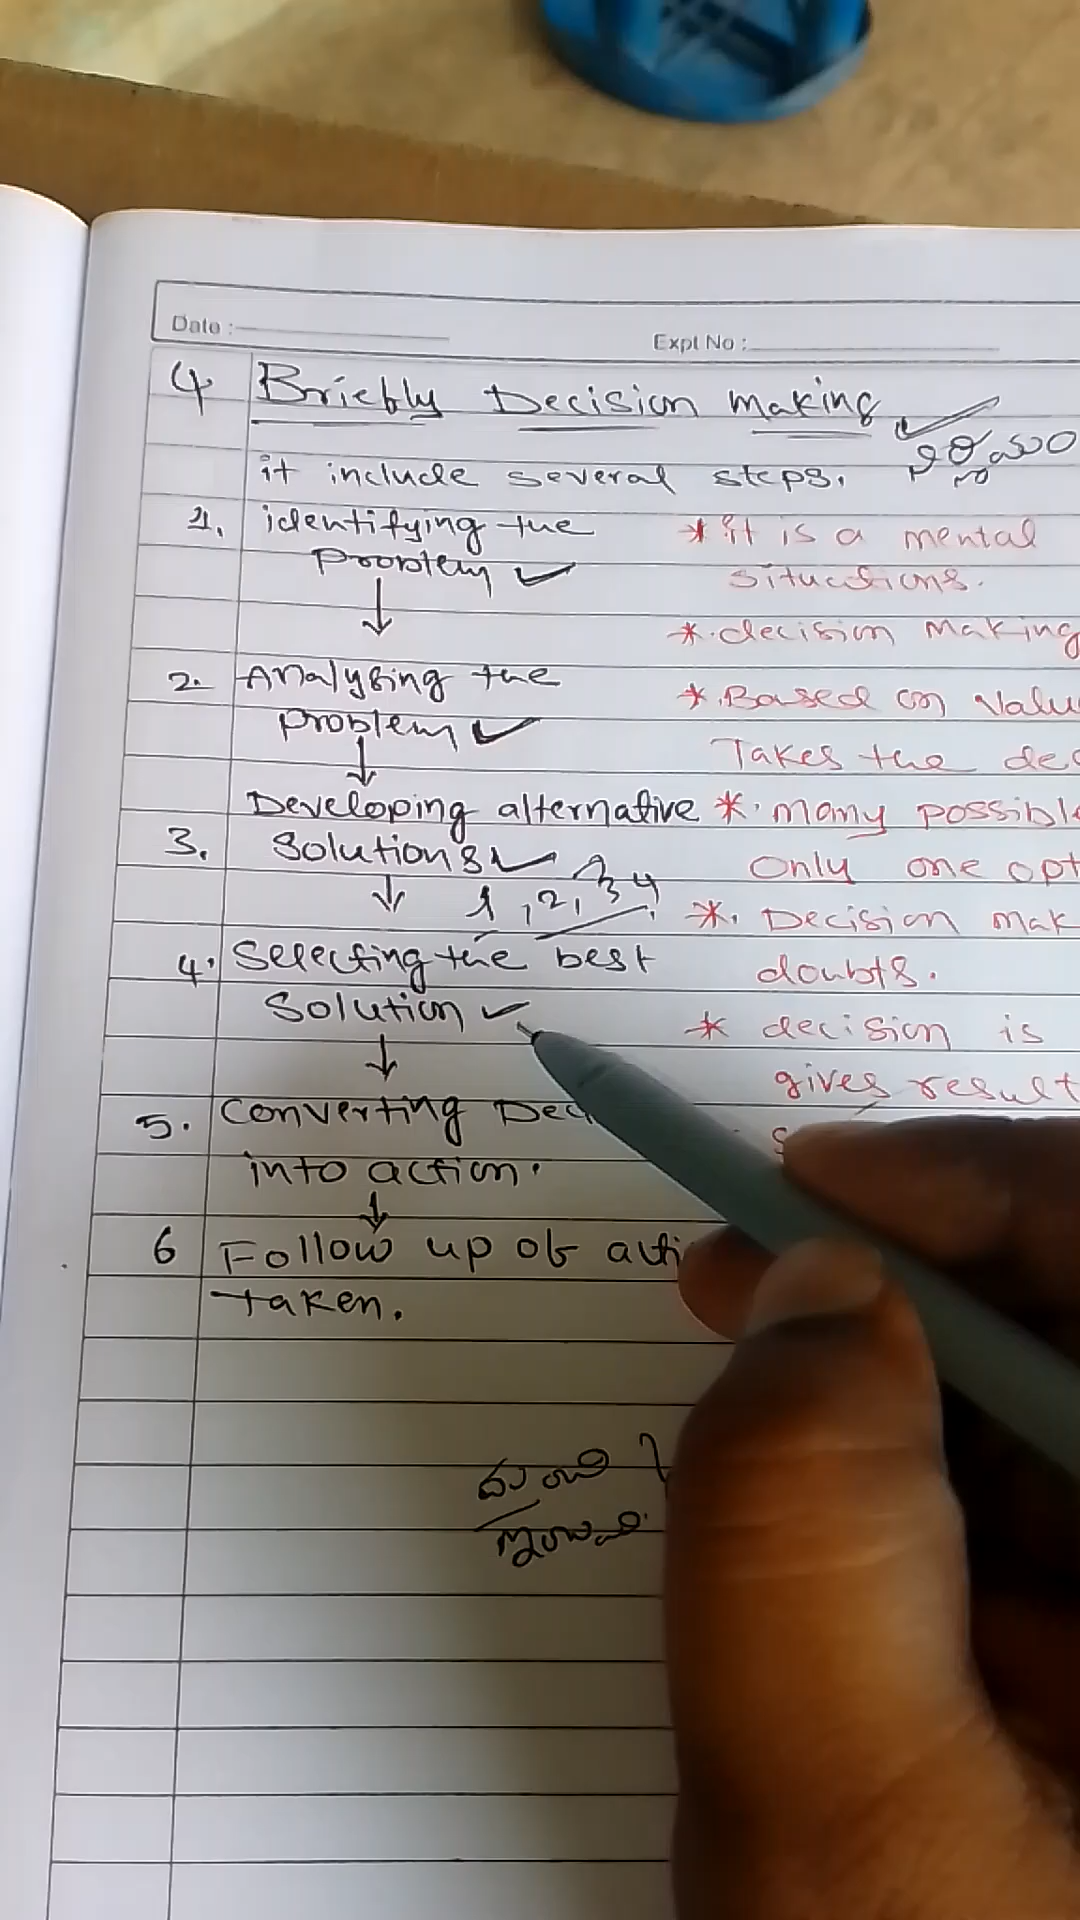 Date :
Expt No :
4 Briefly Decision making
it include several steps.
1. identifying the * it is a mental
Problem situations.
* decision making
2. Analysing the * Based on
problem Takes the
Developing alternative * many
3. Solutions Only one
1, 2, 3 4 * Decision
4. Selecting the best doubts.
Solution * decision is
gives result
5. Converting
into action.
6 Follow up of
Taken.